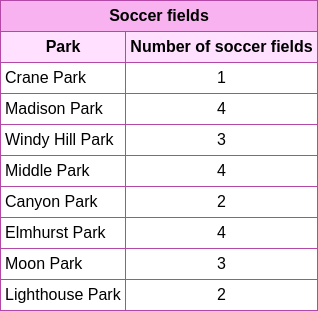 Soccer fields
Park Number of soccer fields
Crane Park 1
Madison Park 4
Windy Hill Park 3
Middle Park 4
Canyon Park 2
Elmhurst Park 4
Moon Park 3
Lighthouse Park 2